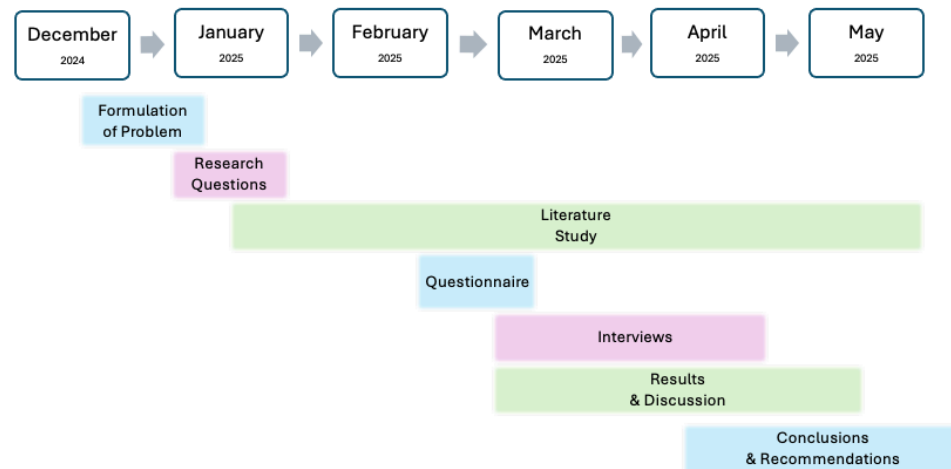 December
2024
January
2025
February
2025
March
2025
April
2025
May
2025
Formulation
of Problem
Research
Questions
Literature
Study
Questionnaire
Interviews
Results
& Discussion
Conclusions
& Recommendations